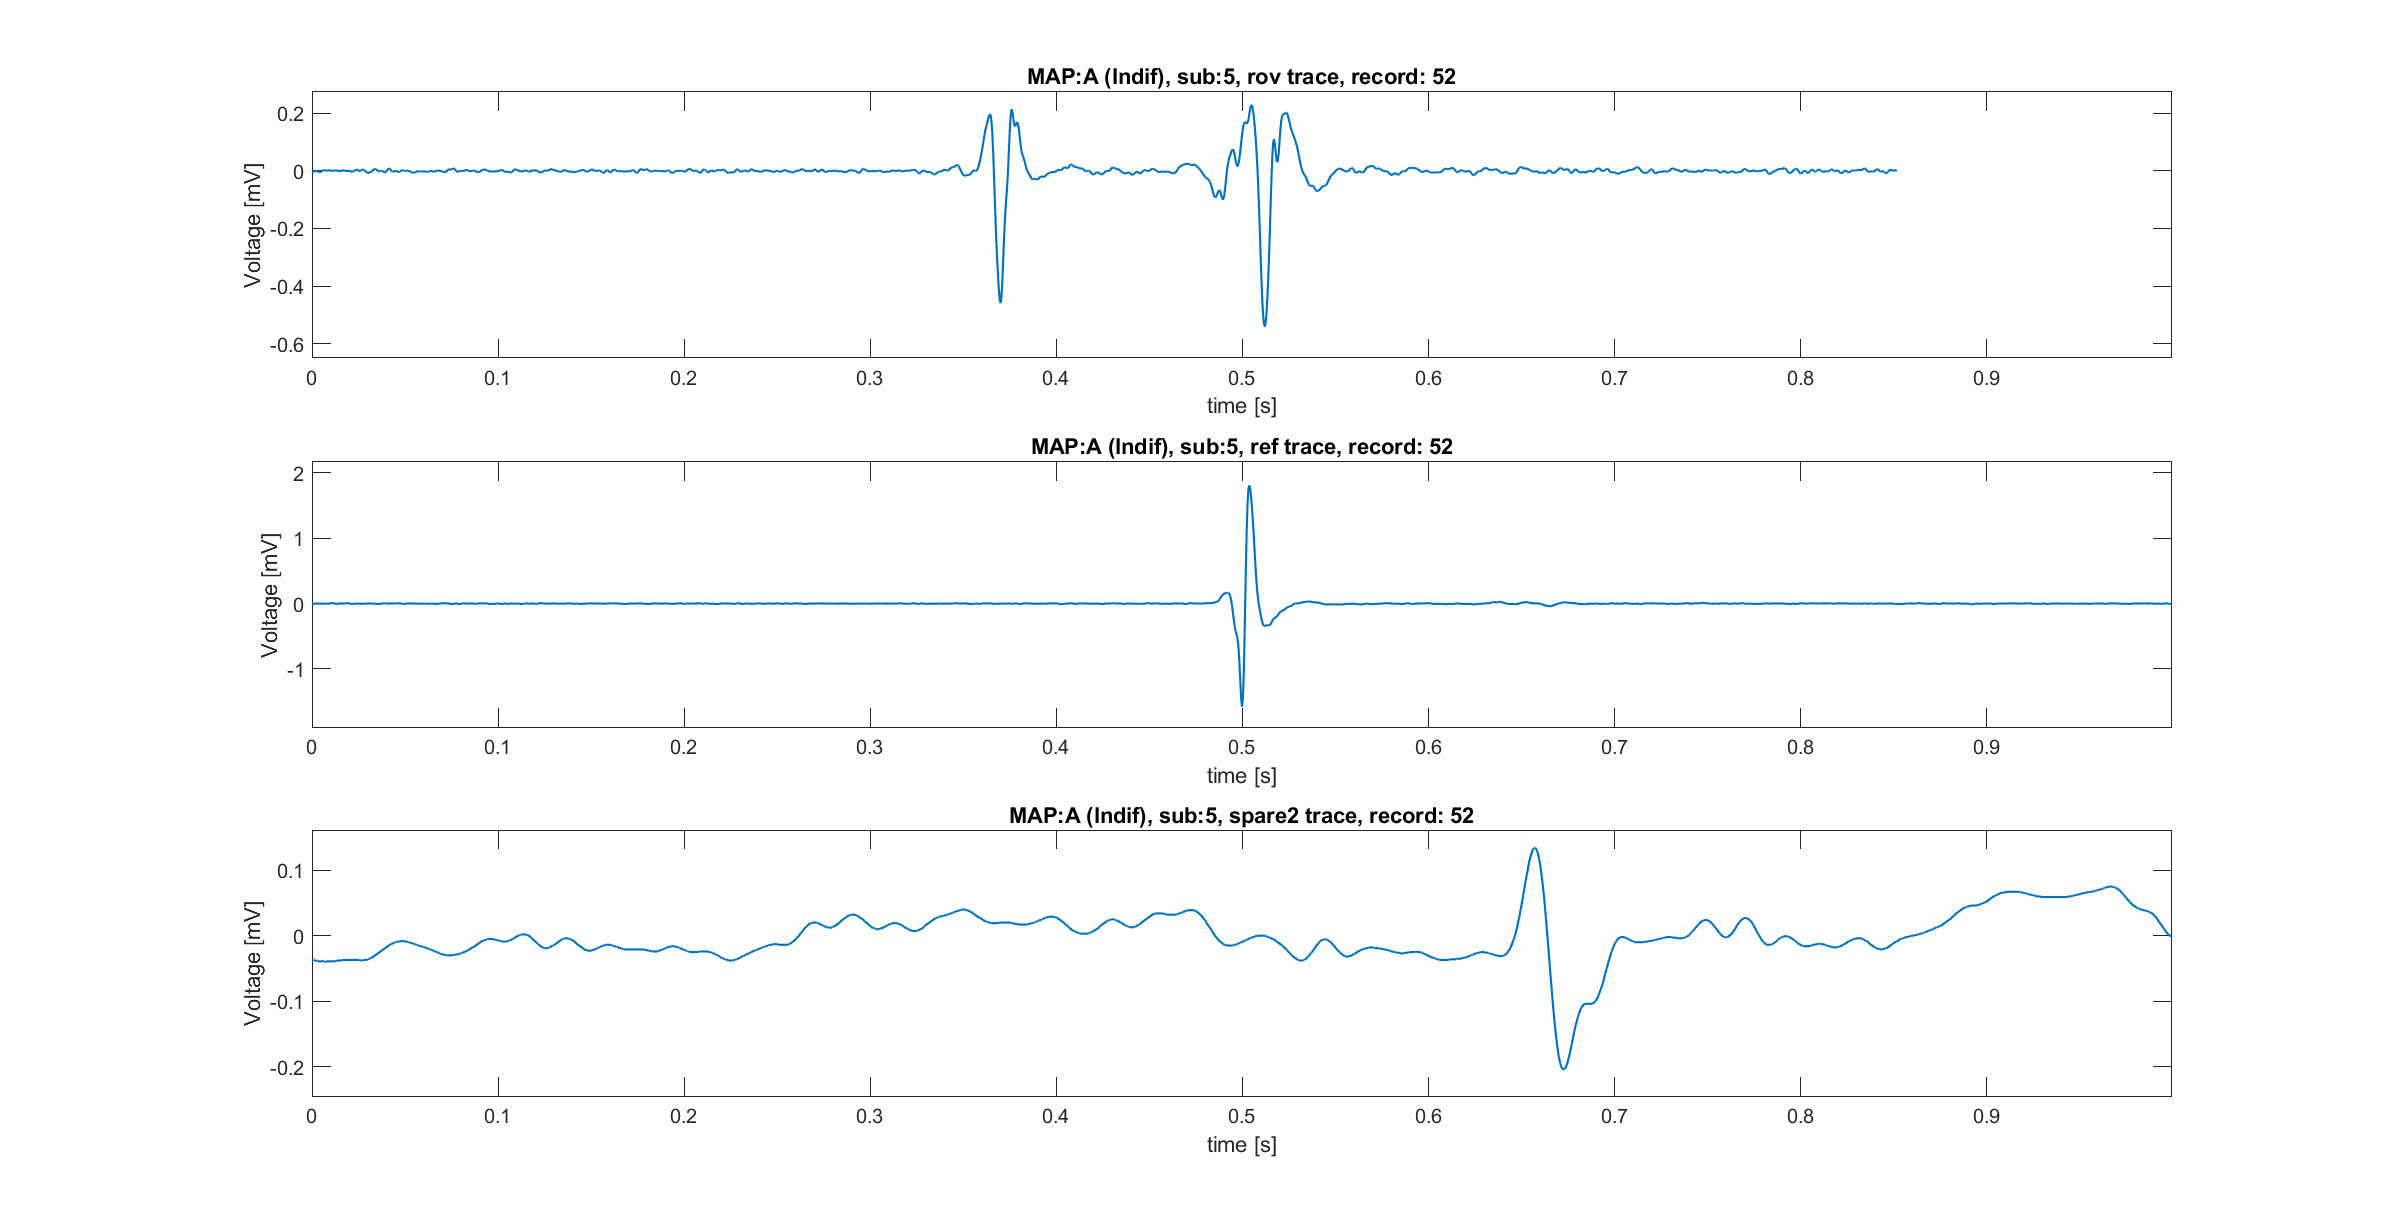 MAP:A (Indif), sub:5, rov trace, record: 52
Voltage [mV]
0.2
0
-0.2
-0.4
-0.6
0 0.1 0.2 0.3 0.4 0.5 0.6 0.7 0.8 0.9
time [s]
MAP:A (Indif), sub:5, ref trace, record: 52
Voltage [mV]
2
1
0
-1
0 0.1 0.2 0.3 0.4 0.5 0.6 0.7 0.8 0.9
time [s]
MAP:A (Indif), sub:5, spare2 trace, record: 52
Voltage [mV]
0.1
0
-0.1
-0.2
0 0.1 0.2 0.3 0.4 0.5 0.6 0.7 0.8 0.9
time [s]